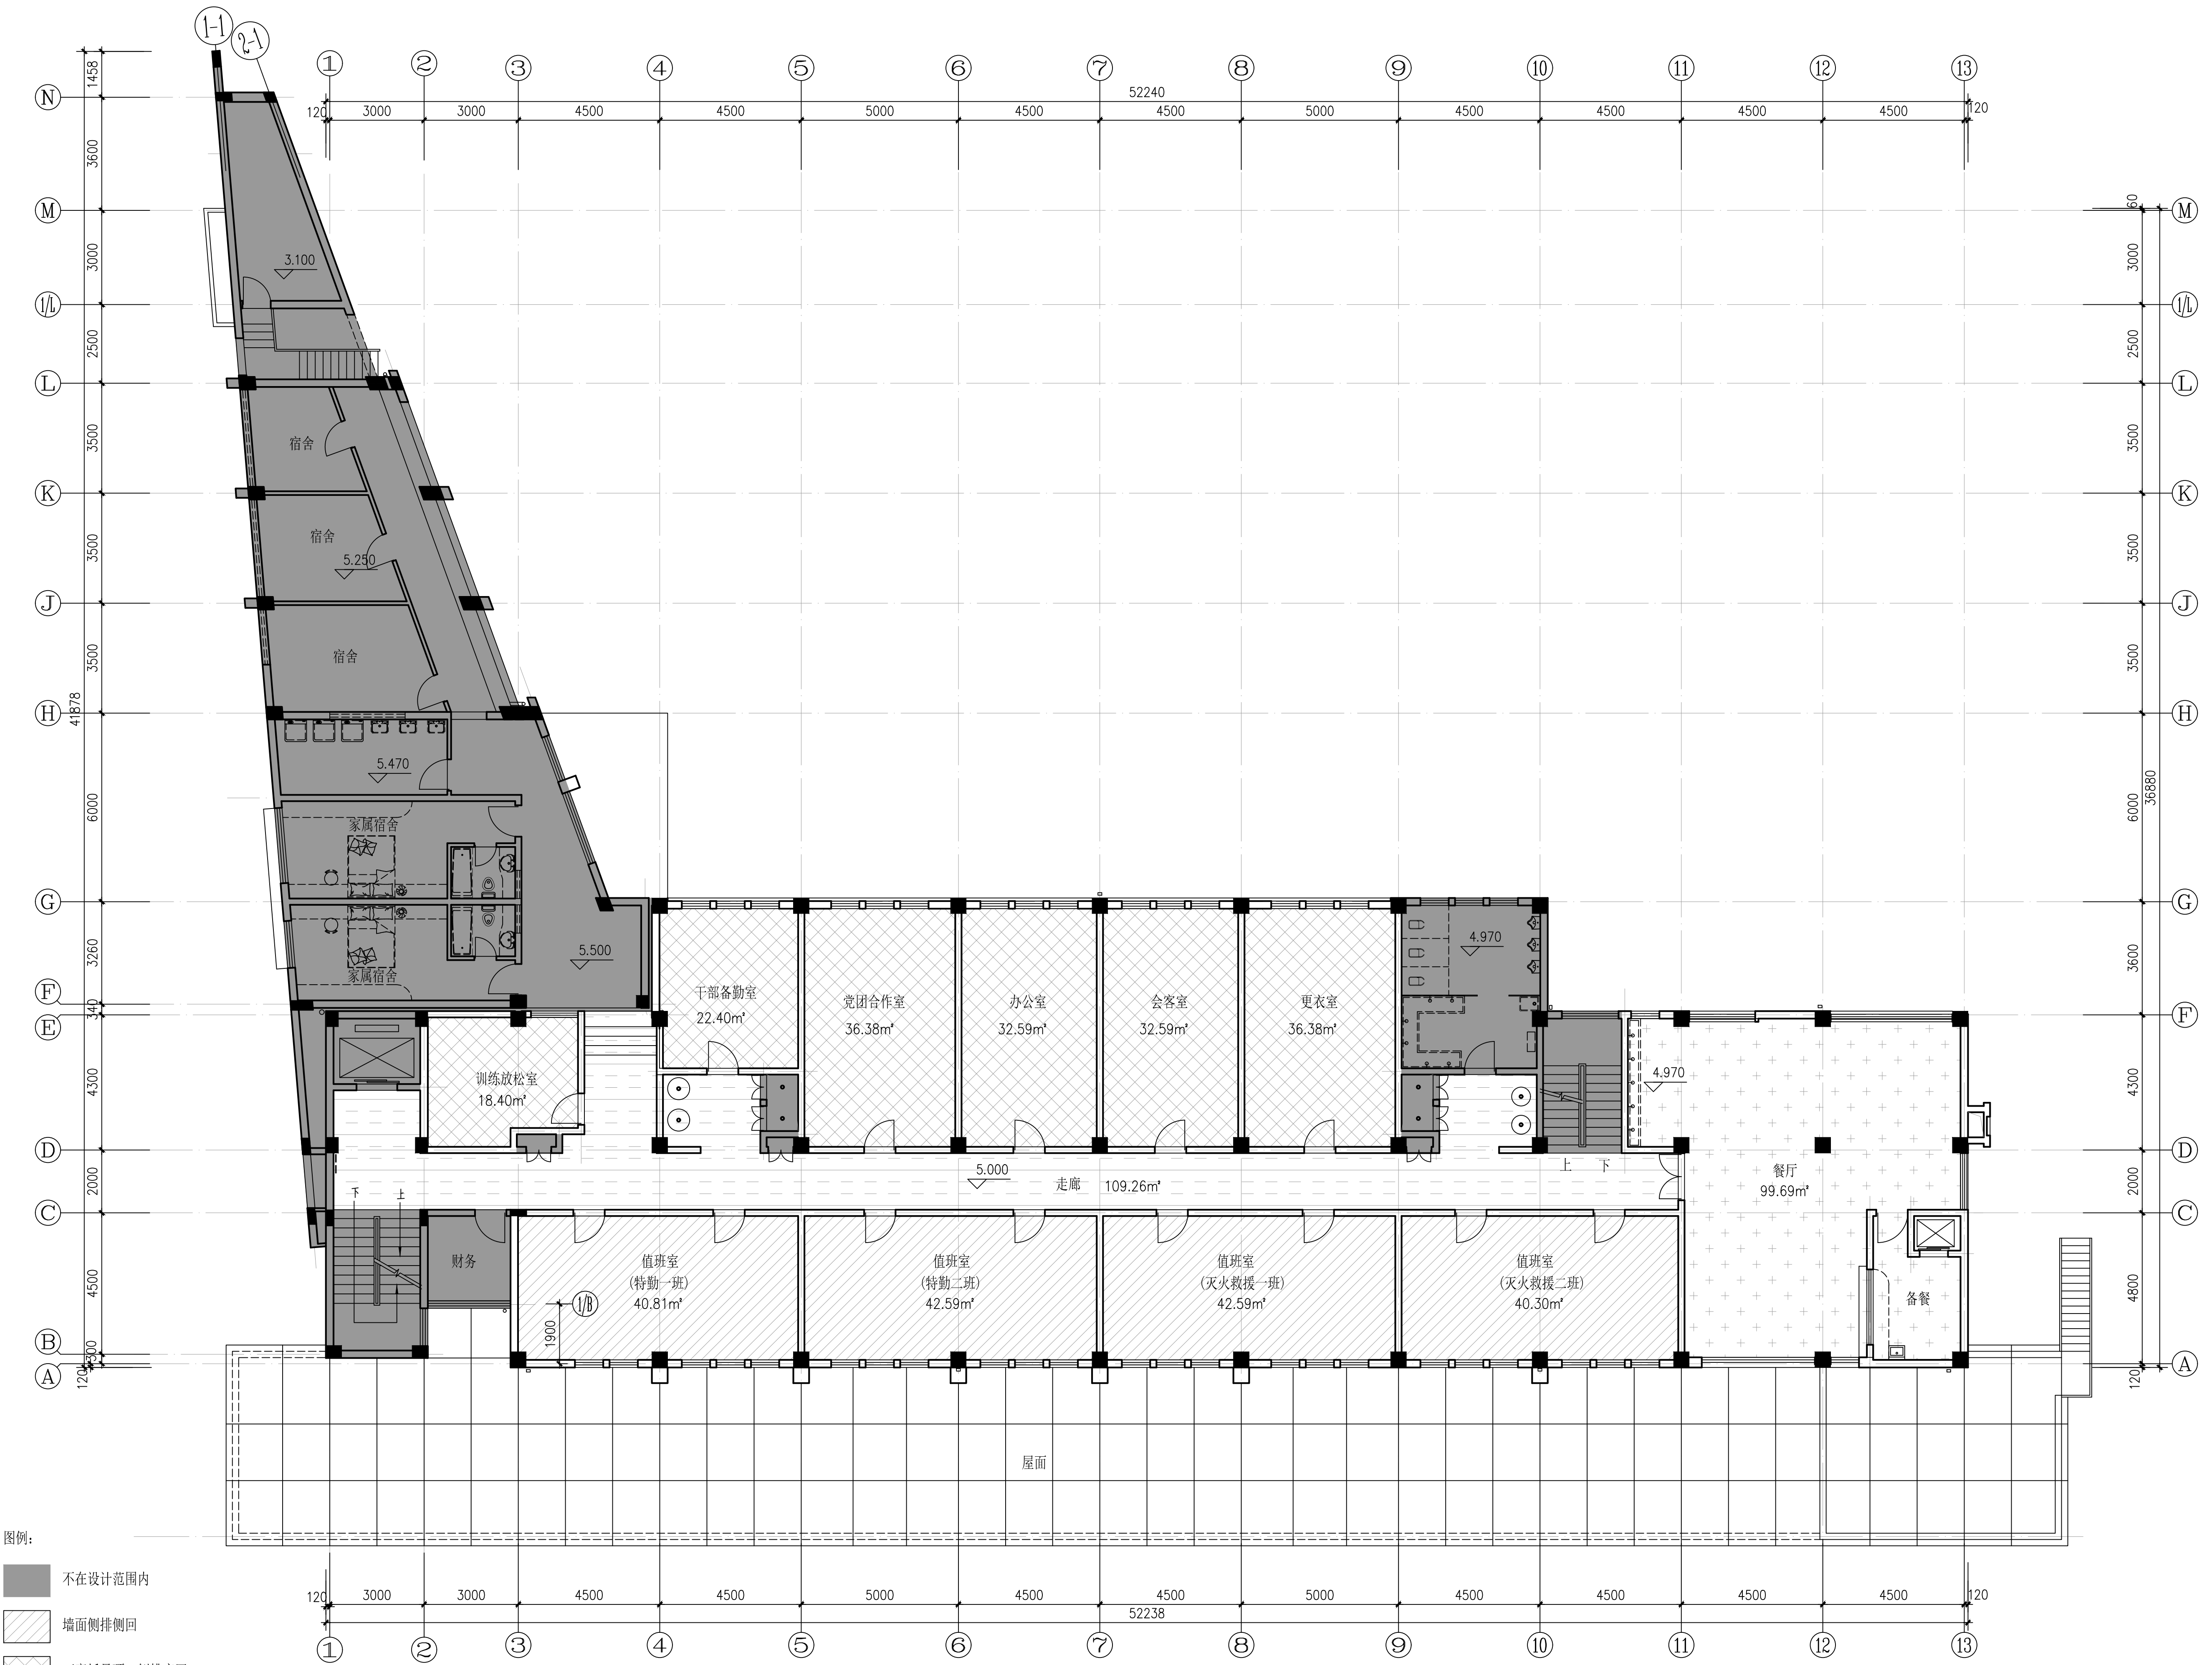 1-1
2-1
① ② ③ ④ ⑤ ⑥ ⑦ ⑧ ⑨ ⑩ 11 12 13
52240
120 3000 3000 4500 4500 5000 4500 4500 5000 4500 4500 4500 4500 120
N
M
1/L
L
K
J
H
G
F
E
D
C
B
A
1458
3600
3000
2500
3500
3500
3500
6000
3260
340
4300
2000
4500
300
120
41878
M
1/L
L
K
J
H
G
F
D
C
A
60
3000
2500
3500
3500
3500
6000
3600
4300
2000
4800
120
36880
3.100
宿舍
宿舍
5.250
宿舍
5.470
家属宿舍
家属宿舍
5.500
干部备勤室
22.40m²
党团合作室
36.38m²
办公室
32.59m²
会客室
32.59m²
更衣室
36.38m²
4.970
训练放松室
18.40m²
4.970
上 下
5.000
走廊 109.26m²
餐厅
99.69m²
下 上
财务
1/B
1900
值班室
(特勤一班)
40.81m²
值班室
(特勤二班)
42.59m²
值班室
(灭火救援一班)
42.59m²
值班室
(灭火救援二班)
40.30m²
备餐
屋面
图例:
不在设计范围内
墙面侧排侧回
120 3000 3000 4500 4500 5000 4500 4500 5000 4500 4500 4500 4500 120
52238
① ② ③ ④ ⑤ ⑥ ⑦ ⑧ ⑨ ⑩ 11 12 13